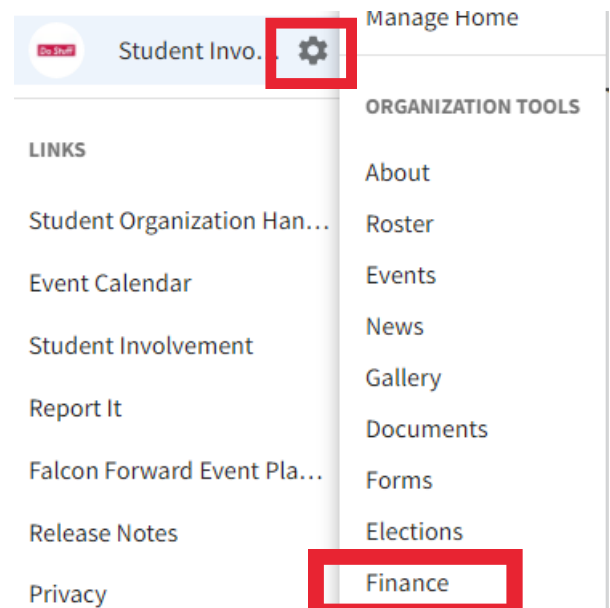 Do Stuff
Student Invo...
LINKS
Student Organization Han...
Event Calendar
Student Involvement
Report It
Falcon Forward Event Pla...
Release Notes
Privacy
Manage Home
ORGANIZATION TOOLS
About
Roster
Events
News
Gallery
Documents
Forms
Elections
Finance